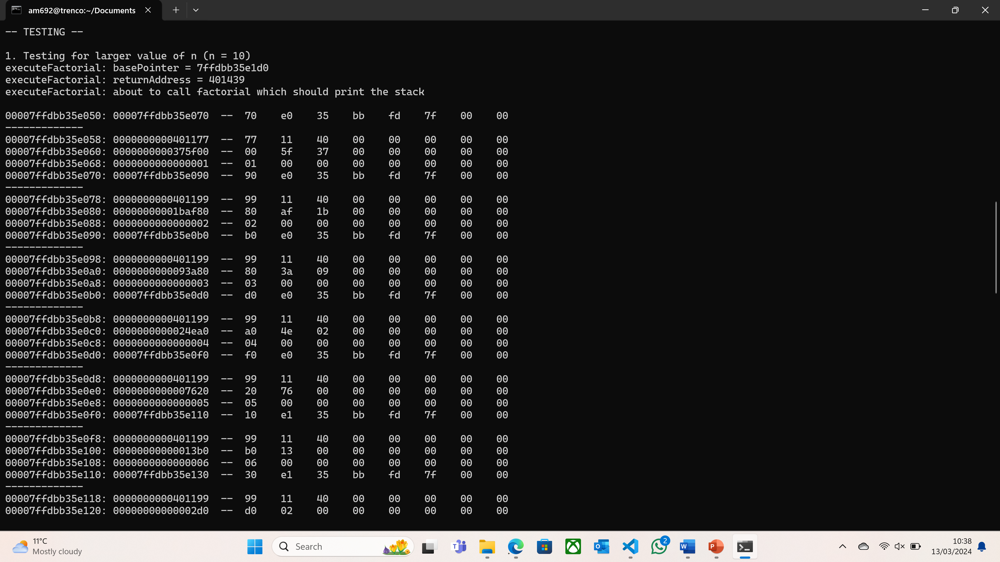 am692@trenco:~/Documents
-- TESTING --
1. Testing for larger value of n (n = 10)
executeFactorial: basePointer = 7ffdbb35e1d0
executeFactorial: returnAddress = 401439
executeFactorial: about to call factorial which should print the stack
00007ffdbb35e050: 00007ffdbb35e070 -- 70 e0 35 bb fd 7f 00 00
-------------
00007ffdbb35e058: 0000000000401177 -- 77 11 40 00 00 00 00 00
00007ffdbb35e060: 0000000000375f00 -- 00 5f 37 00 00 00 00 00
00007ffdbb35e068: 0000000000000001 -- 01 00 00 00 00 00 00 00
00007ffdbb35e070: 00007ffdbb35e090 -- 90 e0 35 bb fd 7f 00 00
-------------
00007ffdbb35e078: 0000000000401199 -- 99 11 40 00 00 00 00 00
00007ffdbb35e080: 00000000001baf80 -- 80 af 1b 00 00 00 00 00
00007ffdbb35e088: 0000000000000002 -- 02 00 00 00 00 00 00 00
00007ffdbb35e090: 00007ffdbb35e0b0 -- b0 e0 35 bb fd 7f 00 00
-------------
00007ffdbb35e098: 0000000000401199 -- 99 11 40 00 00 00 00 00
00007ffdbb35e0a0: 0000000000093a80 -- 80 3a 09 00 00 00 00 00
00007ffdbb35e0a8: 0000000000000003 -- 03 00 00 00 00 00 00 00
00007ffdbb35e0b0: 00007ffdbb35e0d0 -- d0 e0 35 bb fd 7f 00 00
-------------
00007ffdbb35e0b8: 0000000000401199 -- 99 11 40 00 00 00 00 00
00007ffdbb35e0c0: 0000000000024ea0 -- a0 4e 02 00 00 00 00 00
00007ffdbb35e0c8: 0000000000000004 -- 04 00 00 00 00 00 00 00
00007ffdbb35e0d0: 00007ffdbb35e0f0 -- f0 e0 35 bb fd 7f 00 00
-------------
00007ffdbb35e0d8: 0000000000401199 -- 99 11 40 00 00 00 00 00
00007ffdbb35e0e0: 0000000000007620 -- 20 76 00 00 00 00 00 00
00007ffdbb35e0e8: 0000000000000005 -- 05 00 00 00 00 00 00 00
00007ffdbb35e0f0: 00007ffdbb35e110 -- 10 e1 35 bb fd 7f 00 00
-------------
00007ffdbb35e0f8: 0000000000401199 -- 99 11 40 00 00 00 00 00
00007ffdbb35e100: 00000000000013b0 -- b0 13 00 00 00 00 00 00
00007ffdbb35e108: 0000000000000006 -- 06 00 00 00 00 00 00 00
00007ffdbb35e110: 00007ffdbb35e130 -- 30 e1 35 bb fd 7f 00 00
-------------
00007ffdbb35e118: 0000000000401199 -- 99 11 40 00 00 00 00 00
00007ffdbb35e120: 00000000000002d0 -- d0 02 00 00 00 00 00 00
11°C
Mostly cloudy
Search
2
10:38
13/03/2024